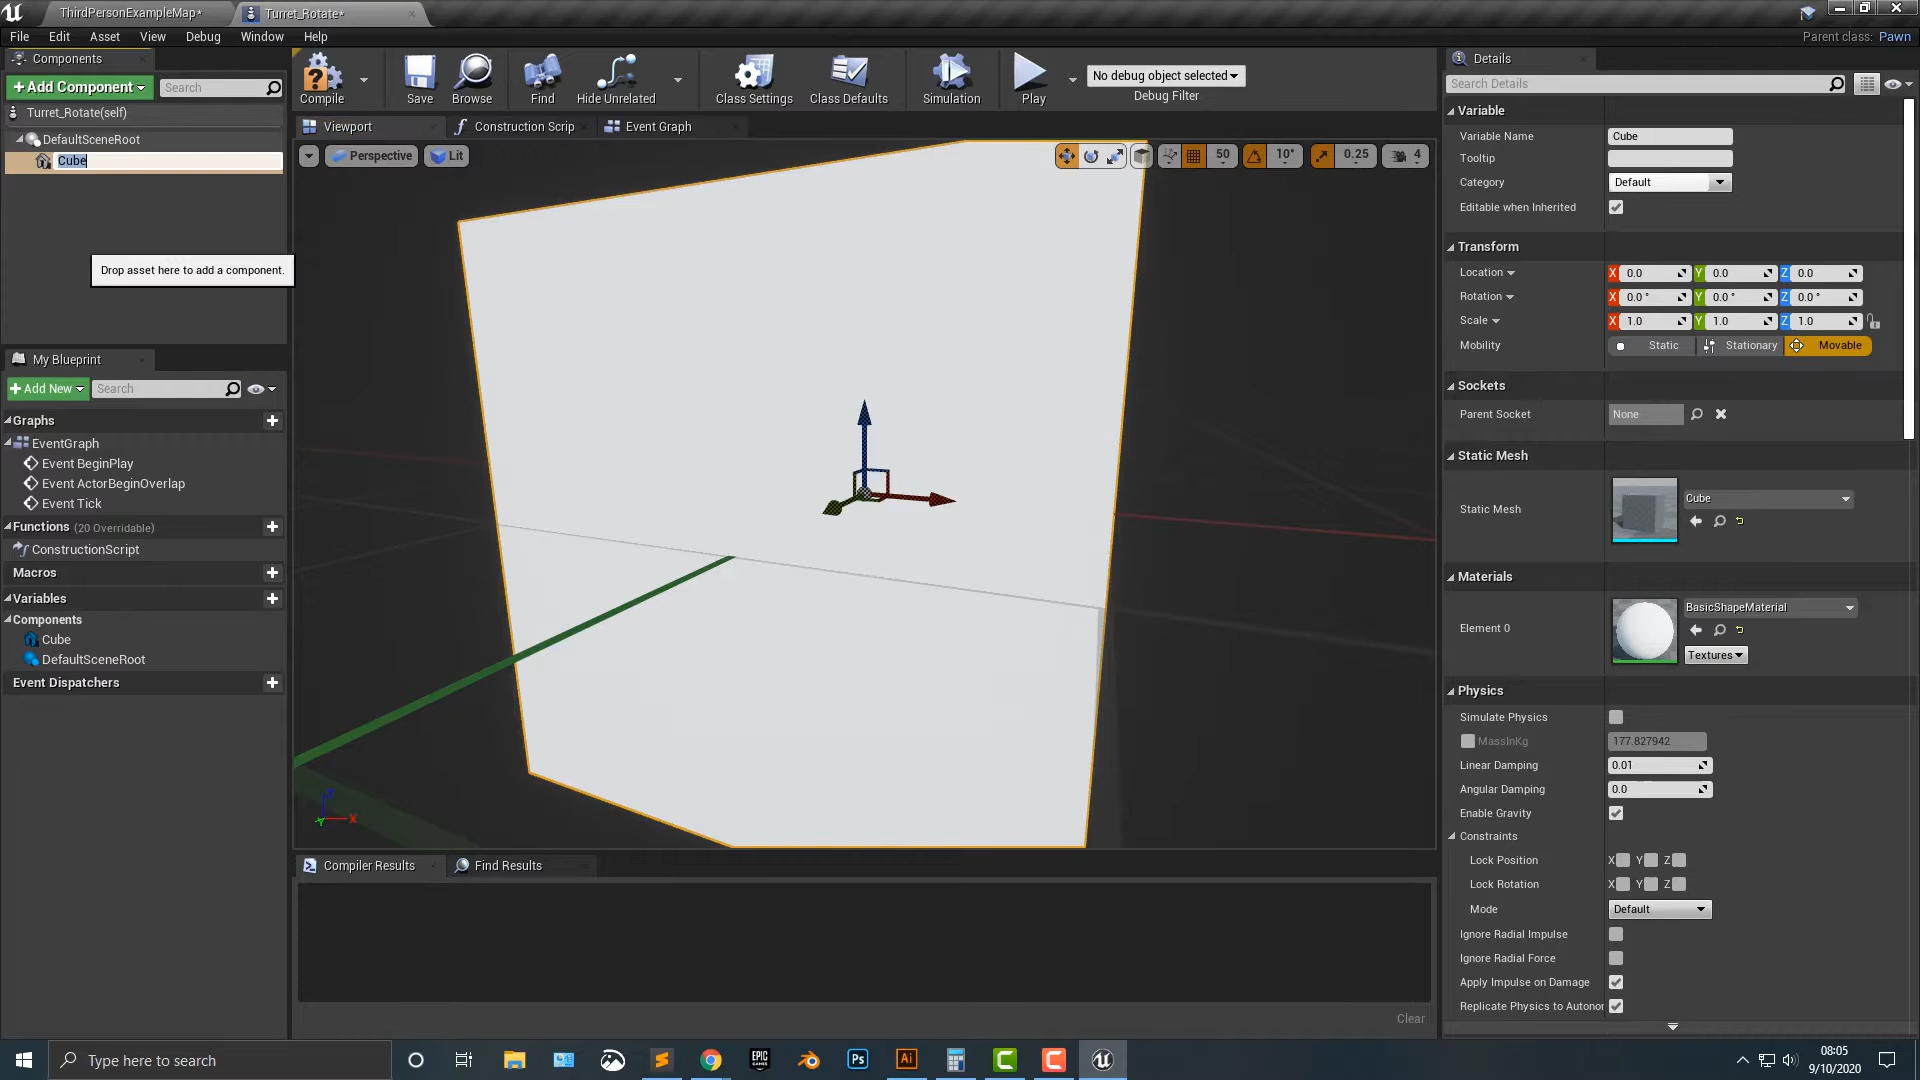 ThirdPersonExampleMap*
Turret_Rotate*
File
Edit
Asset
View
Debug
Window
Help
Parent class: Pawn
Components
+Add Component
Search
Turret_Rotate(self)
DefaultSceneRoot
Cube
Drop asset here to add a component.
My Blueprint
+Add New
Search
Graphs
EventGraph
Event BeginPlay
Event ActorBeginOverlap
Event Tick
Functions (20 Overridable)
ConstructionScript
Macros
Variables
Components
Cube
DefaultSceneRoot
Event Dispatchers
Compile
Save
Browse
Find
Hide Unrelated
Class Settings
Class Defaults
Simulation
Play
No debug object selected
Debug Filter
Viewport
Construction Scrip
Event Graph
Perspective
Lit
50
10°
0.25
4
Z
X
Y
Compiler Results
Find Results
Clear
Details
Search Details
Variable
Variable Name
Cube
Tooltip
Category
Default
Editable when Inherited
Transform
Location
X 0.0 Y 0.0 Z 0.0
Rotation
X 0.0 ° Y 0.0 ° Z 0.0 °
Scale
X 1.0 Y 1.0 Z 1.0
Mobility
Static
Stationary
Movable
Sockets
Parent Socket
None
Static Mesh
Static Mesh
Cube
Materials
Element 0
BasicShapeMaterial
Textures
Physics
Simulate Physics
MassInKg
177.827942
Linear Damping
0.01
Angular Damping
0.0
Enable Gravity
Constraints
Lock Position
X Y Z
Lock Rotation
X Y Z
Mode
Default
Ignore Radial Impulse
Ignore Radial Force
Apply Impulse on Damage
Replicate Physics to Autonor
Type here to search
EPIC GAMES
Ps
Ai
08:05
9/10/2020